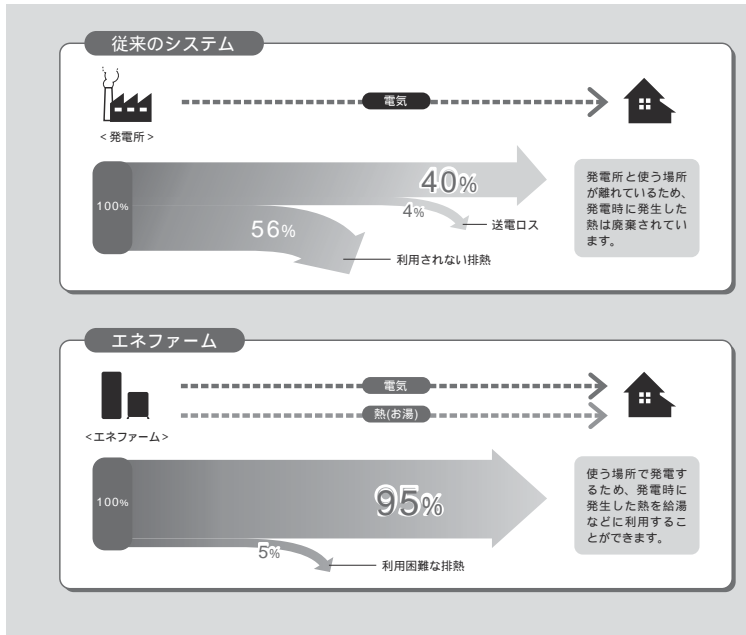 従来のシステム
電気
<発電所>
100%
40%
4%
送電ロス
56%
利用されない排熱
発電所と使う場所
が離れているため、
発電時に発生した
熱は廃棄されてい
ます。
エネファーム
電気
熱(お湯)
<エネファーム>
100%
95%
5%
利用困難な排熱
使う場所で発電す
るため、発電時に
発生した熱を給湯
などに利用するこ
とができます。